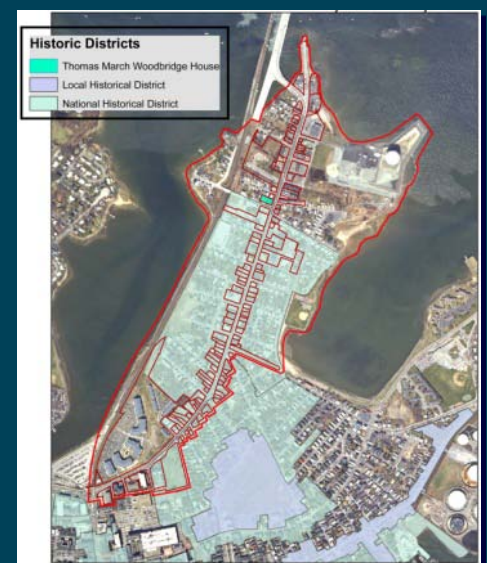 Historic Districts
Thomas March Woodbridge House
Local Historical District
National Historical District